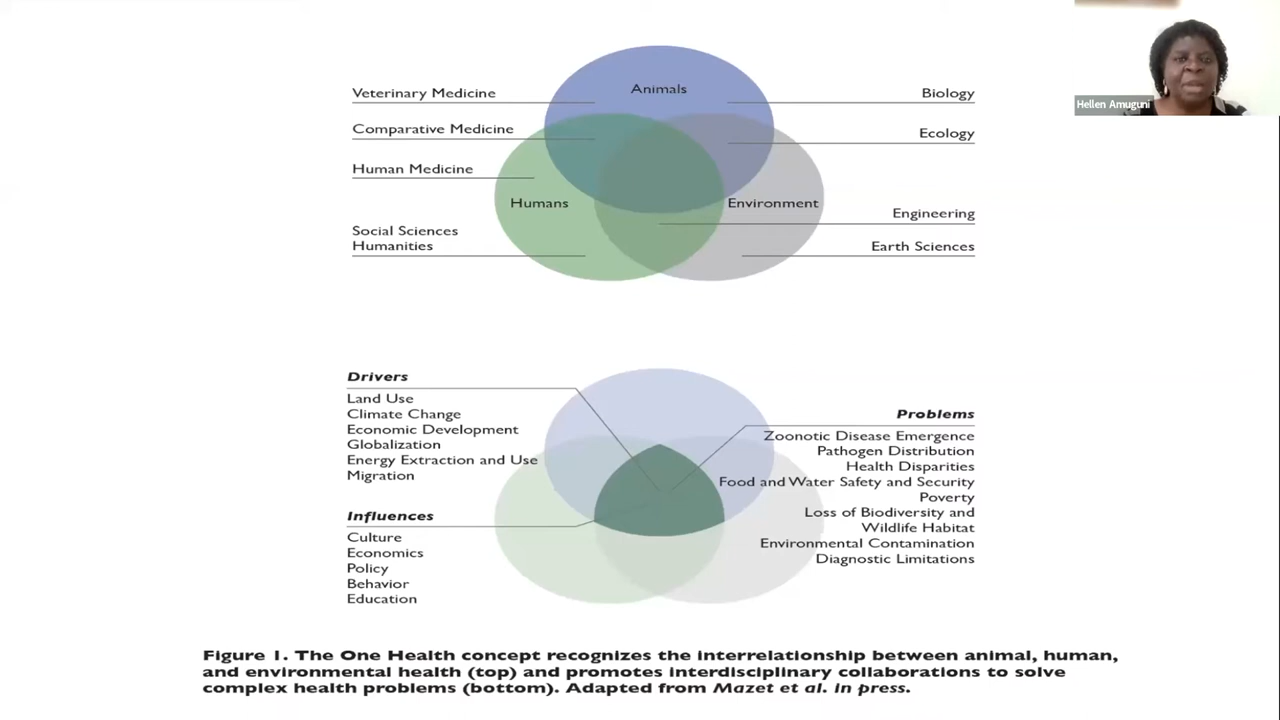 Hellen Amuguni
Animals
Veterinary Medicine
Comparative Medicine
Human Medicine
Humans
Social Sciences
Humanities
Biology
Ecology
Environment
Engineering
Earth Sciences
Drivers
Land Use
Climate Change
Economic Development
Globalization
Energy Extraction and Use
Migration
Influences
Culture
Economics
Policy
Behavior
Education
Problems
Zoonotic Disease Emergence
Pathogen Distribution
Health Disparities
Food and Water Safety and Security
Poverty
Loss of Biodiversity and
Wildlife Habitat
Environmental Contamination
Diagnostic Limitations
Figure 1. The One Health concept recognizes the interrelationship between animal, human,
and environmental health (top) and promotes interdisciplinary collaborations to solve
complex health problems (bottom). Adapted from Mazet et al. in press.